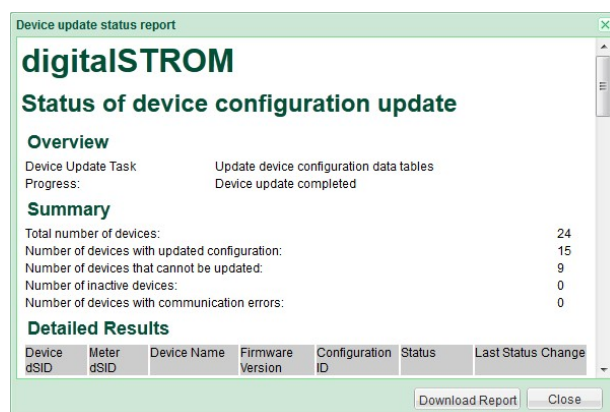 Device update status report
digitalSTROM
Status of device configuration update
Overview
Device Update Task Update device configuration data tables
Progress: Device update completed
Summary
Total number of devices: 24
Number of devices with updated configuration: 15
Number of devices that cannot be updated: 9
Number of inactive devices: 0
Number of devices with communication errors: 0
Detailed Results
Device dSID Meter dSID Device Name Firmware Version Configuration ID Status Last Status Change
Download Report Close